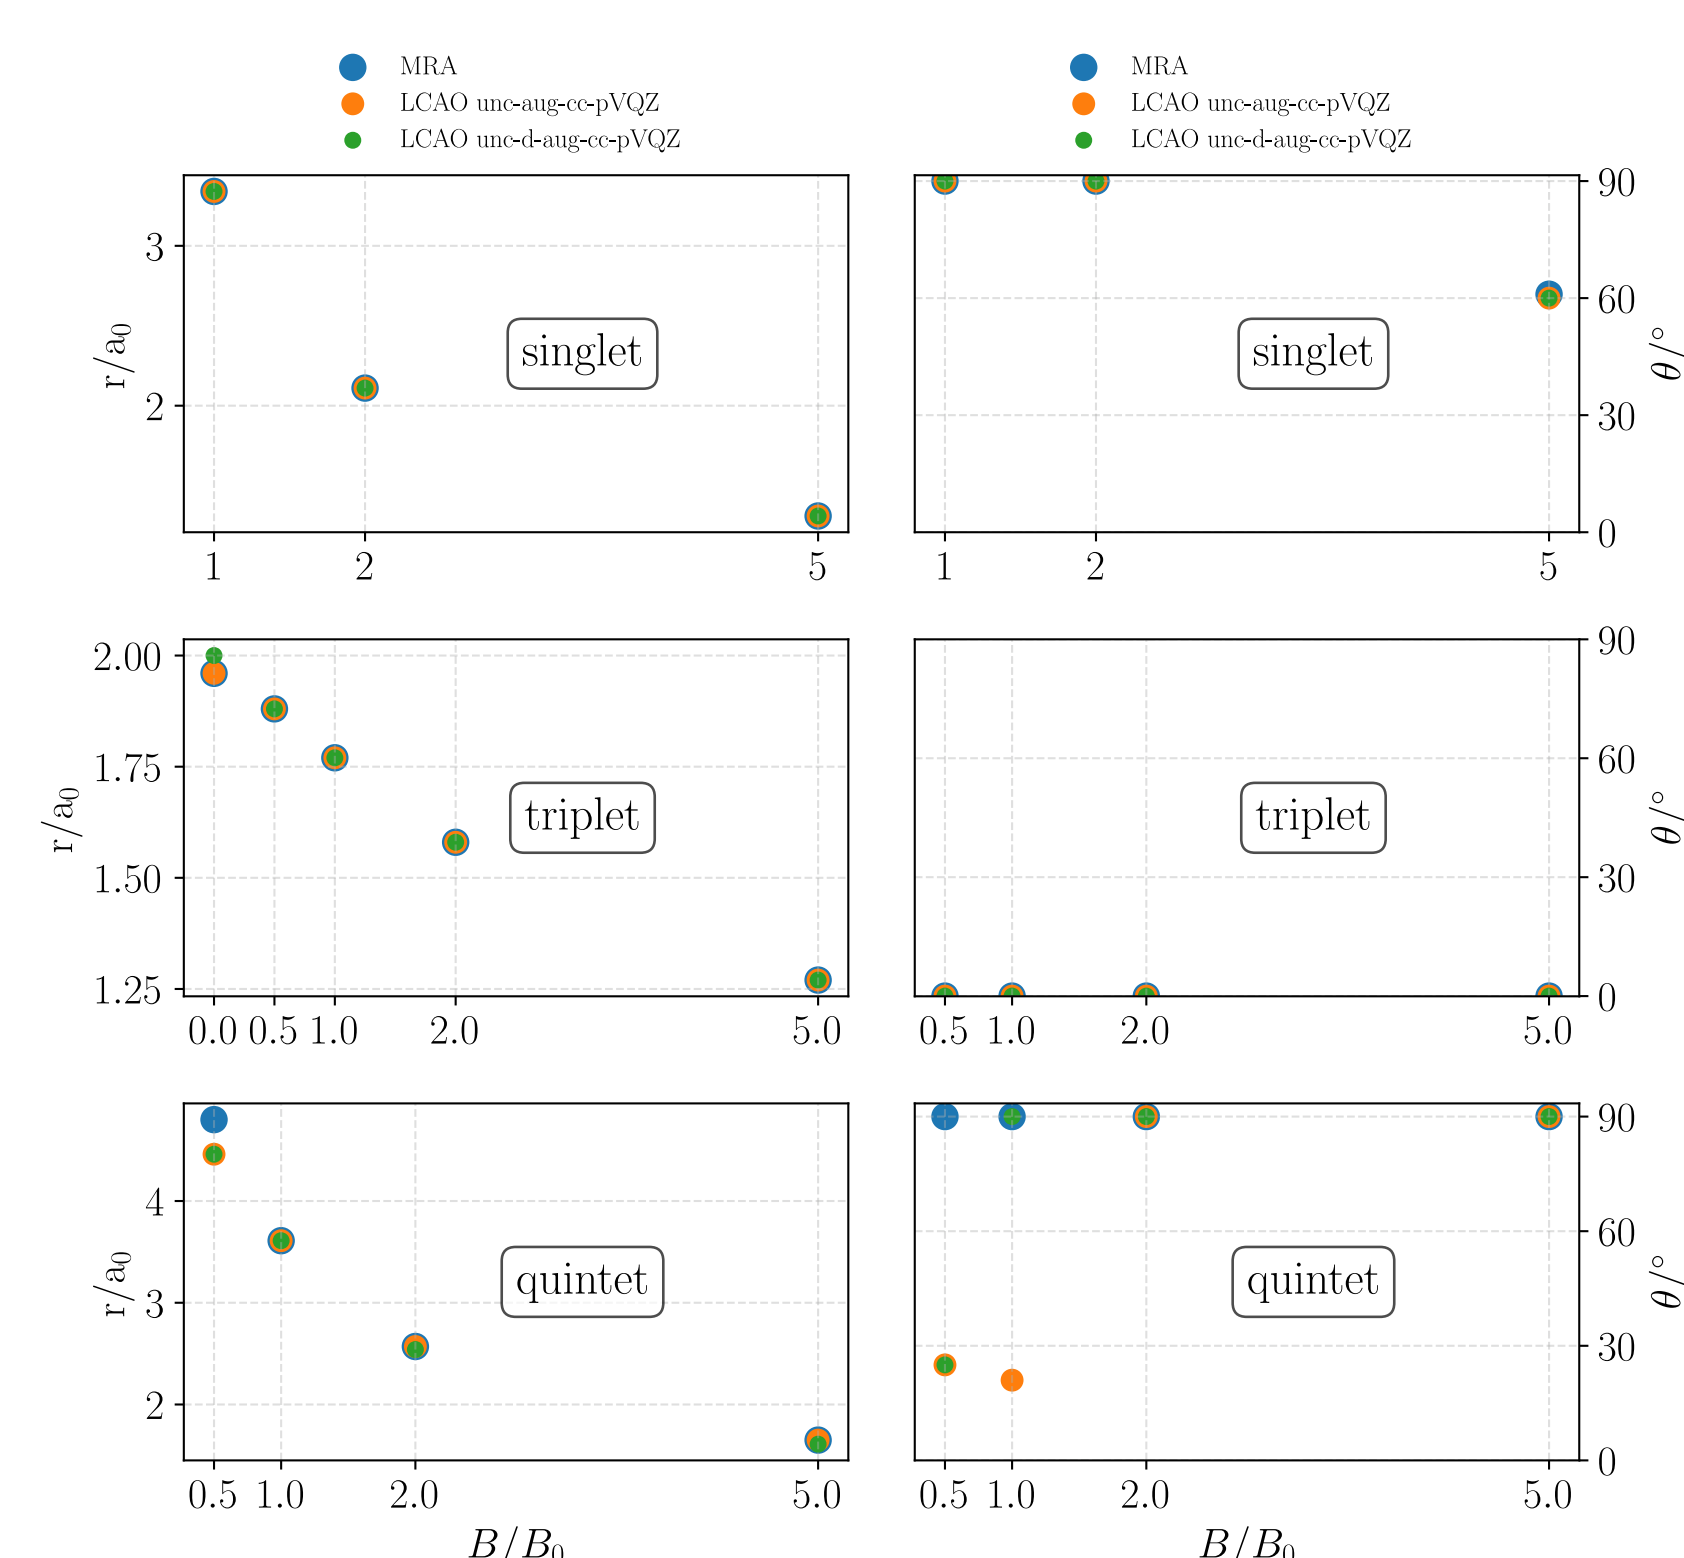 MRA
LCAO unc-aug-cc-pVQZ
LCAO unc-d-aug-cc-pVQZ
MRA
LCAO unc-aug-cc-pVQZ
LCAO unc-d-aug-cc-pVQZ
3
2
r/a₀
singlet
1 2 5
singlet
90
60
30
0
θ/°
1 2 5
2.00
1.75
1.50
1.25
r/a₀
triplet
0.0 0.5 1.0 2.0 5.0
triplet
90
60
30
0
θ/°
0.5 1.0 2.0 5.0
4
3
2
r/a₀
quintet
0.5 1.0 2.0 5.0
B/B₀
quintet
90
60
30
0
θ/°
0.5 1.0 2.0 5.0
B/B₀